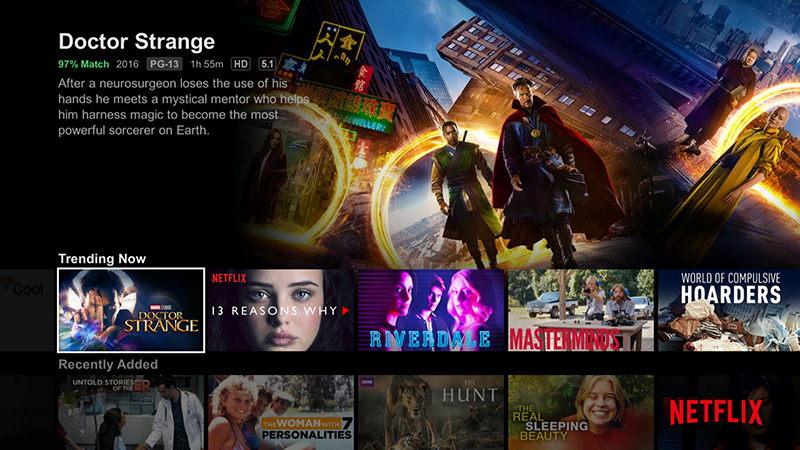 Doctor Strange
97% Match 2016 PG-13 1h 55m HD 5.1
After a neurosurgeon loses the use of his
hands he meets a mystical mentor who helps
him harness magic to become the most
powerful sorcerer on Earth.
Trending Now
Cool
MARVEL STUDIOS
DOCTOR
STRANGE
NETFLIX
13 REASONS WHY
RIVERDALE
MASTERMINDS
WORLD OF COMPULSIVE
HOARDERS
Recently Added
UNTOLD STORIES
OF THE ER
THE WOMAN WITH 7
PERSONALITIES
BBC
THE
HUNT
THE
REAL
SLEEPING
BEAUTY
NETFLIX